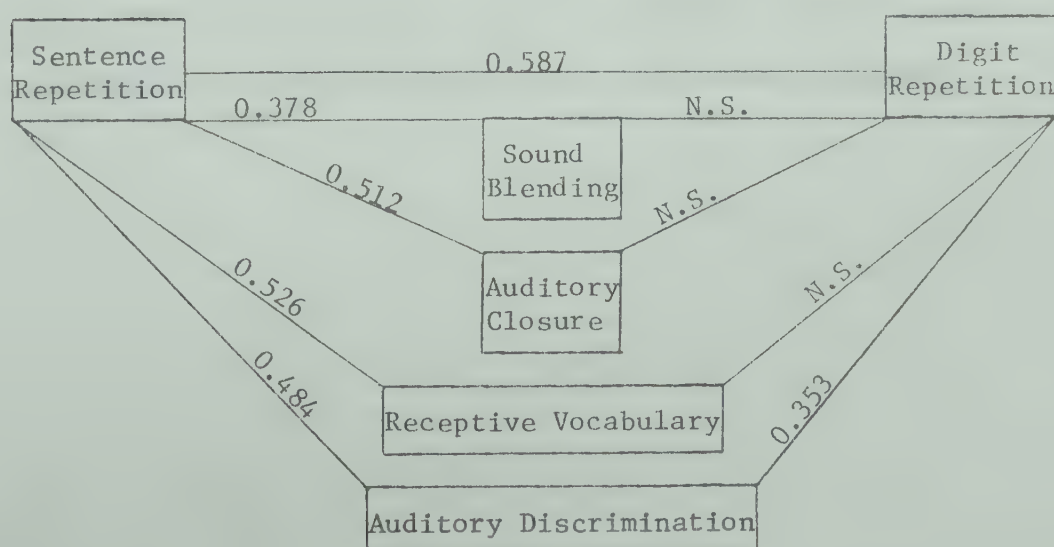 Sentence
Repetition
0.587
Digit
Repetition
0.378
N.S.
Sound
Blending
0.512
N.S.
Auditory
Closure
0.526
N.S.
Receptive Vocabulary
0.484
0.353
Auditory Discrimination